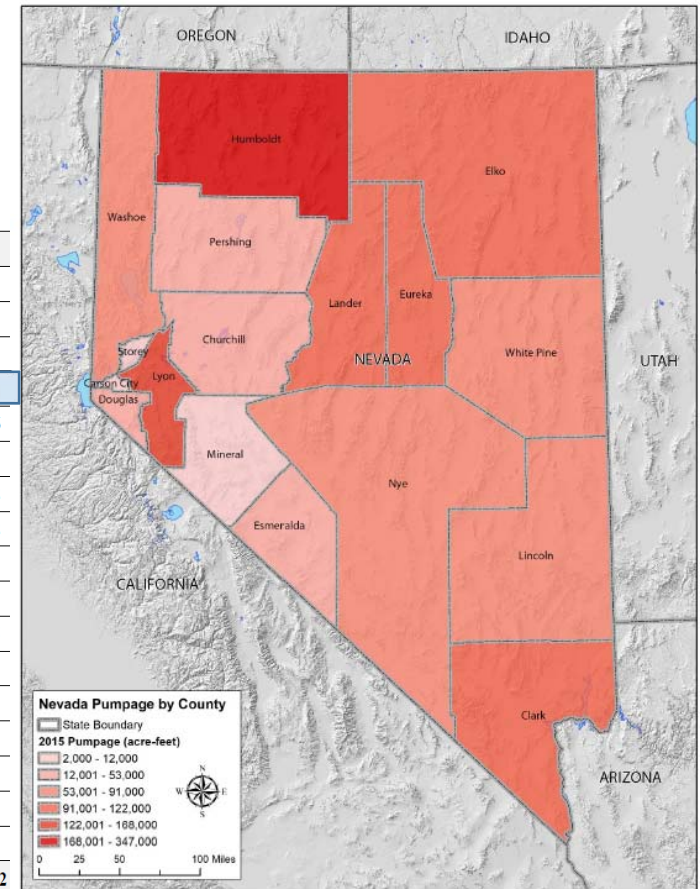 OREGON
IDAHO
Humboldt
Elko
Washoe
Pershing
Lander
Eureka
Churchill
Storey
White Pine
NEVADA
UTAH
Lyon
Carson City
Douglas
Mineral
Nye
Esmeralda
Lincoln
CALIFORNIA
Clark
ARIZONA
Nevada Pumpage by County
State Boundary
2015 Pumpage (acre-feet)
2,000 - 12,000
12,001 - 53,000
53,001 - 91,000
91,001 - 122,000
122,001 - 168,000
168,001 - 347,000
N
W E
S
0 25 50 100 Miles
2